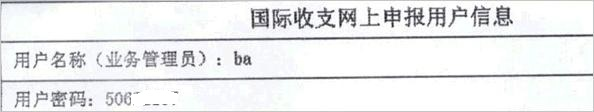 国际收支网上申报用户信息
用户名称（业务管理员）：ba
用户密码：506